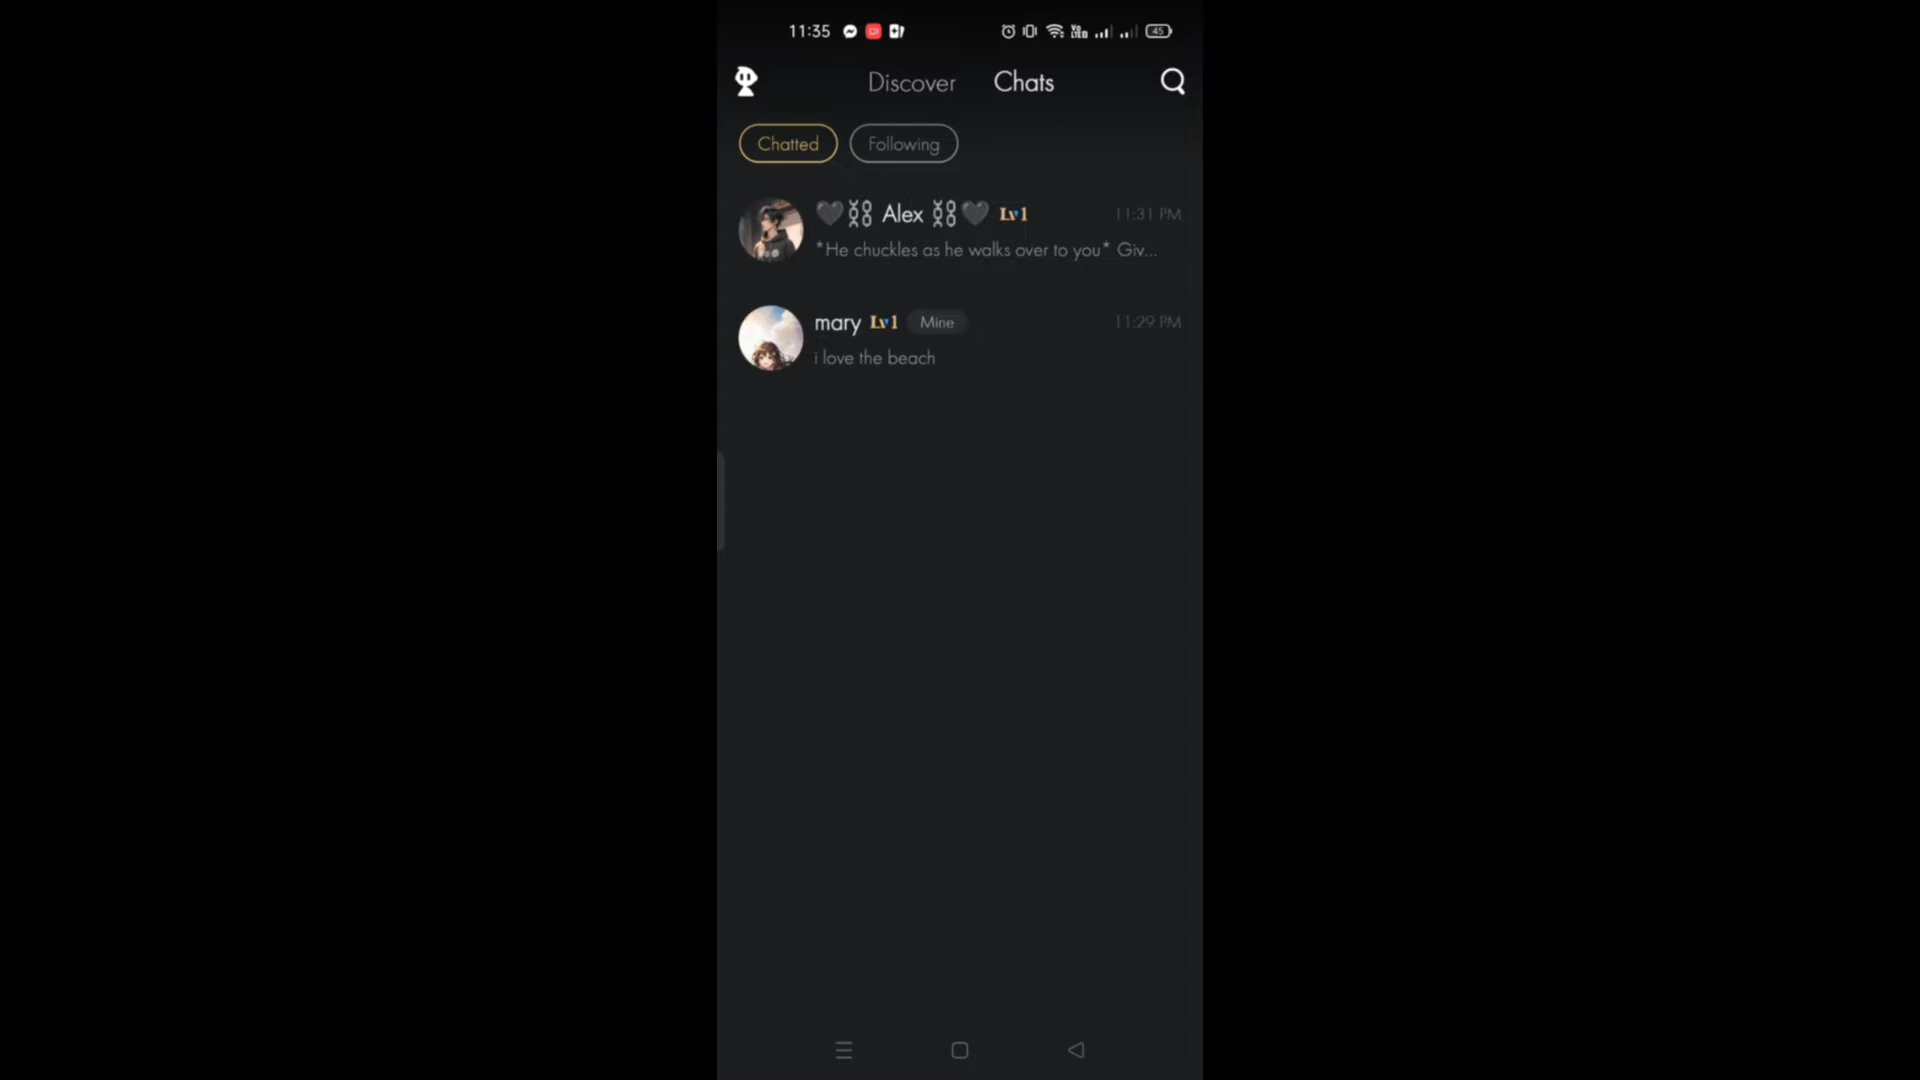 11:35 45
Discover Chats
Chatted Following
🖤⛓️ Alex ⛓️🖤 Lv1 11:31 PM
*He chuckles as he walks over to you* Giv...
mary Lv1 Mine 11:29 PM
i love the beach